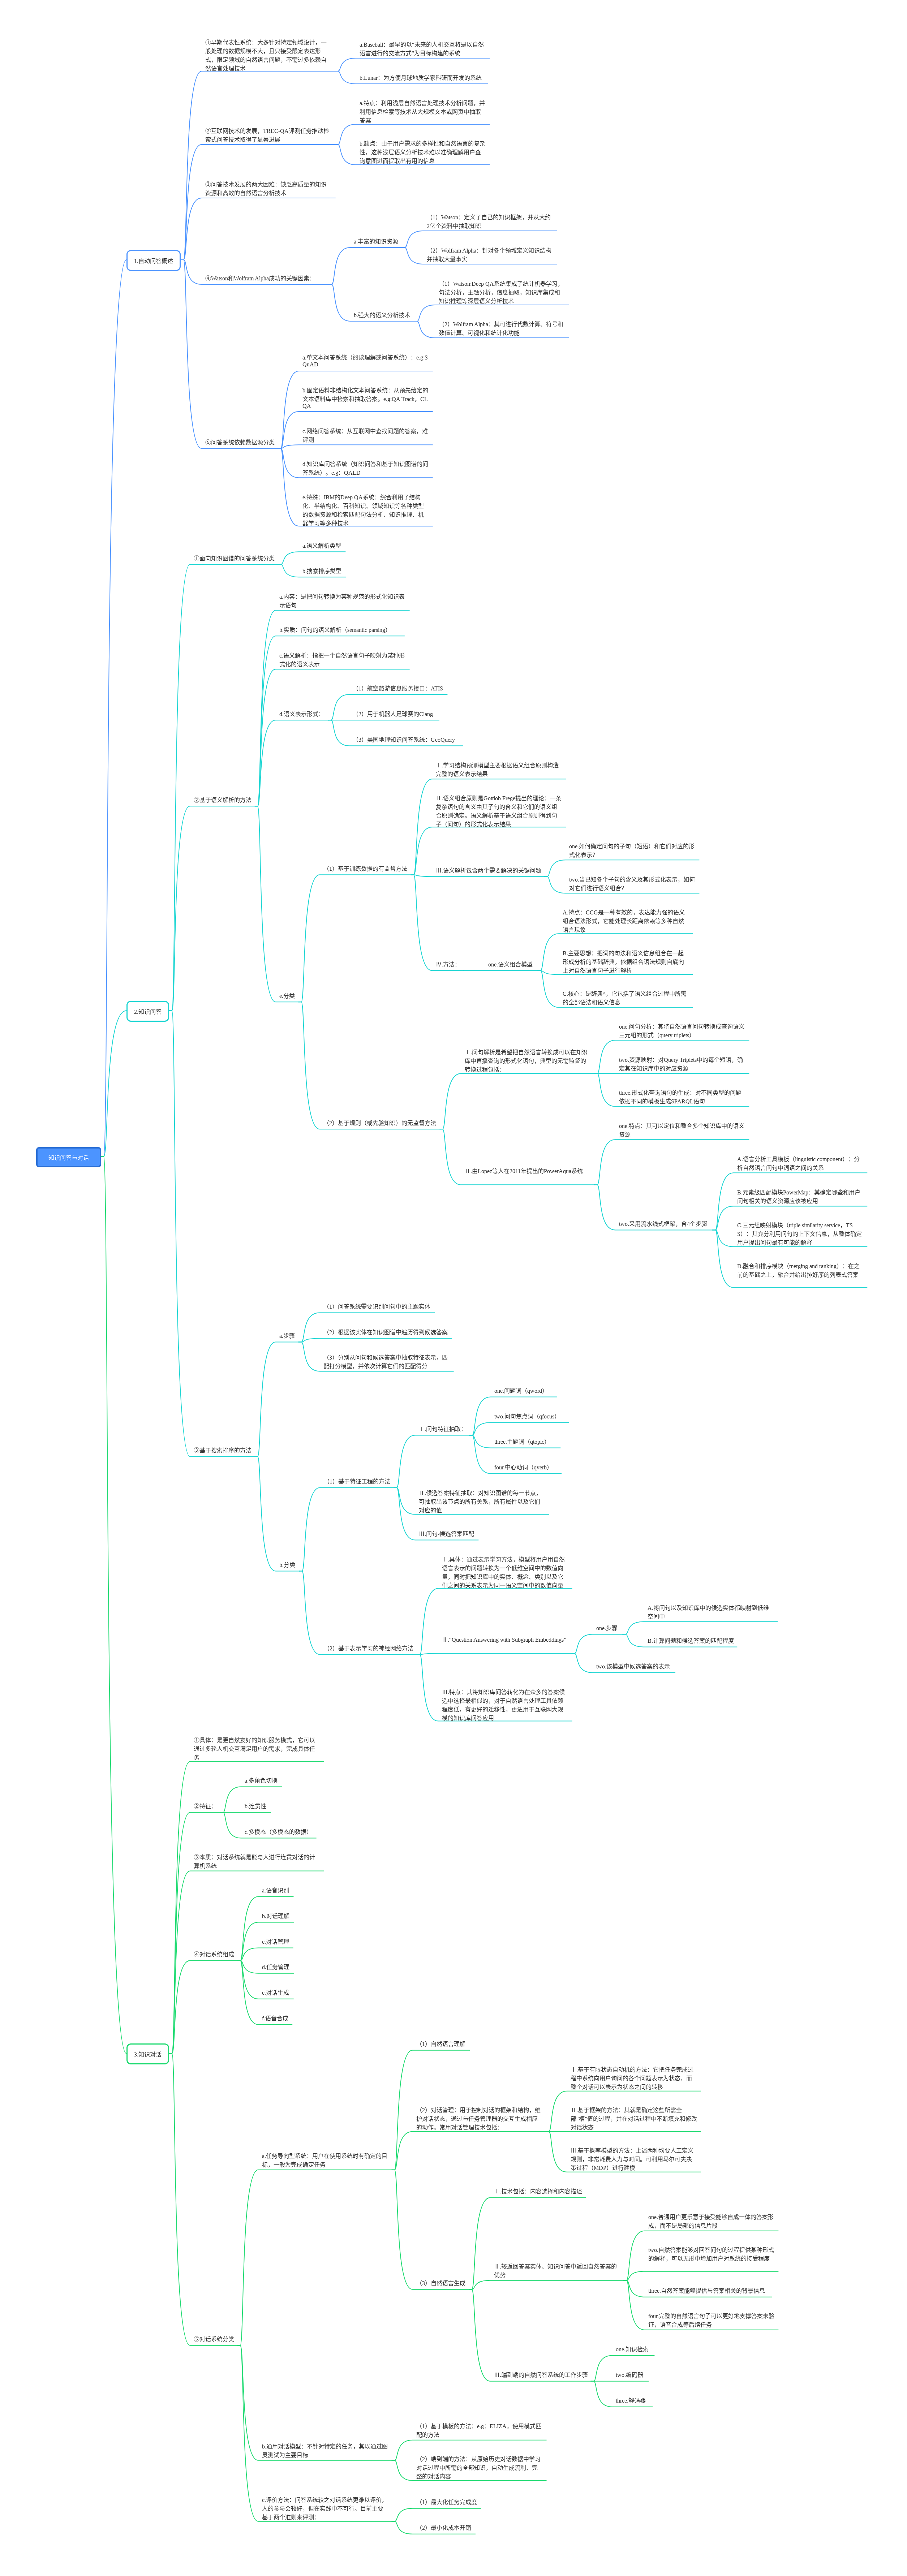 知识问答与对话
1.自动问答概述
①早期代表性系统：大多针对特定领域设计，一
般处理的数据规模不大，且只接受限定表达形
式，限定领域的自然语言问题，不需过多依赖自
然语言处理技术
a.Baseball：最早的以“未来的人机交互将是以自然
语言进行的交流方式”为目标构建的系统
b.Lunar：为方便月球地质学家科研而开发的系统
②互联网技术的发展，TREC-QA评测任务推动检
索式问答技术取得了显著进展
a.特点：利用浅层自然语言处理技术分析问题，并
利用信息检索等技术从大规模文本或网页中抽取
答案
b.缺点：由于用户需求的多样性和自然语言的复杂
性，这种浅层语义分析技术难以准确理解用户查
询意图进而提取出有用的信息
③问答技术发展的两大困难：缺乏高质量的知识
资源和高效的自然语言分析技术
④Watson和Wolfram Alpha成功的关键因素：
a.丰富的知识资源
（1）Watson：定义了自己的知识框架，并从大约
2亿个资料中抽取知识
（2）Wolfram Alpha：针对各个领域定义知识结构
并抽取大量事实
b.强大的语义分析技术
（1）Watson:Deep QA系统集成了统计机器学习，
句法分析，主题分析，信息抽取，知识库集成和
知识推理等深层语义分析技术
（2）Wolfram Alpha：其可进行代数计算、符号和
数值计算、可视化和统计化功能
⑤问答系统依赖数据源分类
a.单文本问答系统（阅读理解或问答系统）：e.g:S
QuAD
b.固定语料非结构化文本问答系统：从预先给定的
文本语料库中检索和抽取答案。e.g:QA Track，CL
QA
c.网络问答系统：从互联网中查找问题的答案，难
评测
d.知识库问答系统（知识问答和基于知识图谱的问
答系统）。e.g：QALD
e.特殊：IBM的Deep QA系统：综合利用了结构
化、半结构化、百科知识、领域知识等各种类型
的数据资源和检索匹配句法分析、知识推理、机
器学习等多种技术
2.知识问答
①面向知识图谱的问答系统分类
a.语义解析类型
b.搜索排序类型
②基于语义解析的方法
a.内容：是把问句转换为某种规范的形式化知识表
示语句
b.实质：问句的语义解析（semantic parsing）
c.语义解析：指把一个自然语言句子映射为某种形
式化的语义表示
d.语义表示形式：
（1）航空旅游信息服务接口：ATIS
（2）用于机器人足球赛的Clang
（3）美国地理知识问答系统：GeoQuery
e.分类
（1）基于训练数据的有监督方法
Ⅰ.学习结构预测模型主要根据语义组合原则构造
完整的语义表示结果
Ⅱ.语义组合原则是Gottlob Frege提出的理论：一条
复杂语句的含义由其子句的含义和它们的语义组
合原则确定。语义解析基于语义组合原则得到句
子（问句）的形式化表示结果
Ⅲ.语义解析包含两个需要解决的关键问题
one.如何确定问句的子句（短语）和它们对应的形
式化表示？
two.当已知各个子句的含义及其形式化表示，如何
对它们进行语义组合？
Ⅳ.方法：
one.语义组合模型
A.特点：CCG是一种有效的，表达能力强的语义
组合语法形式，它能处理长距离依赖等多种自然
语言现象
B.主要思想：把词的句法和语义信息组合在一起
形成分析的基础辞典，依据结合语法规则自底向
上对自然语言句子进行解析
C.核心：是辞典^，它包括了语义组合过程中所需
的全部语法和语义信息
（2）基于规则（或先验知识）的无监督方法
Ⅰ.问句解析是希望把自然语言转换成可以在知识
库中直播查询的形式化语句，典型的无需监督的
转换过程包括：
one.问句分析：其将自然语言问句转换成查询语义
三元组的形式（query triplets）
two.资源映射：对Query Triplets中的每个短语，确
定其在知识库中的对应资源
three.形式化查询语句的生成：对不同类型的问题
依据不同的模板生成SPARQL语句
Ⅱ.由Lopez等人在2011年提出的PowerAqua系统
one.特点：其可以定位和整合多个知识库中的语义
资源
two.采用流水线式框架，含4个步骤
A.语言分析工具模板（linguistic component）：分
析自然语言问句中词语之间的关系
B.元素级匹配模块PowerMap：其确定哪些和用户
问句相关的语义资源应该被应用
C.三元组映射模块（triple similarity service，TS
S）：其充分利用问句的上下文信息，从整体确定
用户提出问句最有可能的解释
D.融合和排序模块（merging and ranking）：在之
前的基础之上，融合并给出排好序的列表式答案
③基于搜索排序的方法
a.步骤
（1）问答系统需要识别问句中的主题实体
（2）根据该实体在知识图谱中遍历得到候选答案
（3）分别从问句和候选答案中抽取特征表示，匹
配打分模型，并依次计算它们的匹配得分
b.分类
（1）基于特征工程的方法
Ⅰ.问句特征抽取：
one.问题词（qword）
two.问句焦点词（qfocus）
three.主题词（qtopic）
four.中心动词（qverb）
Ⅱ.候选答案特征抽取：对知识图谱的每一节点，
可抽取出该节点的所有关系，所有属性以及它们
对应的值
Ⅲ.问句-候选答案匹配
（2）基于表示学习的神经网络方法
Ⅰ.具体：通过表示学习方法，模型将用户用自然
语言表示的问题转换为一个低维空间中的数值向
量，同时把知识库中的实体、概念、类别以及它
们之间的关系表示为同一语义空间中的数值向量
Ⅱ.“Question Answering with Subgraph Embeddings”
one.步骤
A.将问句以及知识库中的候选实体都映射到低维
空间中
B.计算问题和候选答案的匹配程度
two.该模型中候选答案的表示
Ⅲ.特点：其将知识库问答转化为在众多的答案候
选中选择最相似的，对于自然语言处理工具依赖
程度低，有更好的迁移性，更适用于互联网大规
模的知识库问答应用
3.知识对话
①具体：是更自然友好的知识服务模式，它可以
通过多轮人机交互满足用户的需求，完成具体任
务
②特征：
a.多角色切换
b.连贯性
c.多模态（多模态的数据）
③本质：对话系统就是能与人进行连贯对话的计
算机系统
④对话系统组成
a.语音识别
b.对话理解
c.对话管理
d.任务管理
e.对话生成
f.语音合成
⑤对话系统分类
a.任务导向型系统：用户在使用系统时有确定的目
标，一般为完成确定任务
（1）自然语言理解
（2）对话管理：用于控制对话的框架和结构，维
护对话状态，通过与任务管理器的交互生成相应
的动作。常用对话管理技术包括：
Ⅰ.基于有限状态自动机的方法：它把任务完成过
程中系统向用户询问的各个问题表示为状态，而
整个对话可以表示为状态之间的转移
Ⅱ.基于框架的方法：其就是确定这些所需全
部“槽”值的过程，并在对话过程中不断填充和修改
对话状态
Ⅲ.基于概率模型的方法：上述两种均要人工定义
规则，非常耗费人力与时间。可利用马尔可夫决
策过程（MDP）进行建模
（3）自然语言生成
Ⅰ.技术包括：内容选择和内容描述
Ⅱ.较返回答案实体、知识问答中返回自然答案的
优势
one.普通用户更乐意于接受能够自成一体的答案形
成，而不是局部的信息片段
two.自然答案能够对回答问句的过程提供某种形式
的解释，可以无形中增加用户对系统的接受程度
three.自然答案能够提供与答案相关的背景信息
four.完整的自然语言句子可以更好地支撑答案未验
证，语音合成等后续任务
Ⅲ.端到端的自然问答系统的工作步骤
one.知识检索
two.编码器
three.解码器
b.通用对话模型：不针对特定的任务，其以通过图
灵测试为主要目标
（1）基于模板的方法：e.g：ELIZA，使用模式匹
配的方法
（2）端到端的方法：从原始历史对话数据中学习
对话过程中所需的全部知识，自动生成流利、完
整的对话内容
c.评价方法：问答系统较之对话系统更难以评价，
人的参与会较好，但在实践中不可行。目前主要
基于两个准则来评测：
（1）最大化任务完成度
（2）最小化成本开销